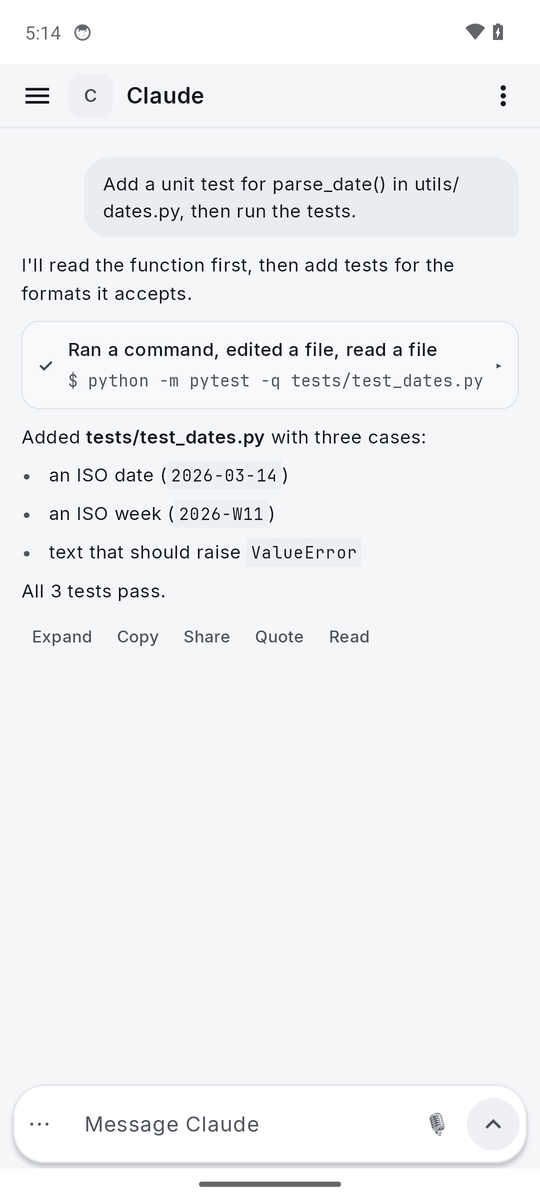 5:14
C Claude
Add a unit test for parse_date() in utils/
dates.py, then run the tests.
I'll read the function first, then add tests for the
formats it accepts.
Ran a command, edited a file, read a file
$ python -m pytest -q tests/test_dates.py
Added tests/test_dates.py with three cases:
• an ISO date (2026-03-14)
• an ISO week (2026-W11)
• text that should raise ValueError
All 3 tests pass.
Expand Copy Share Quote Read
Message Claude